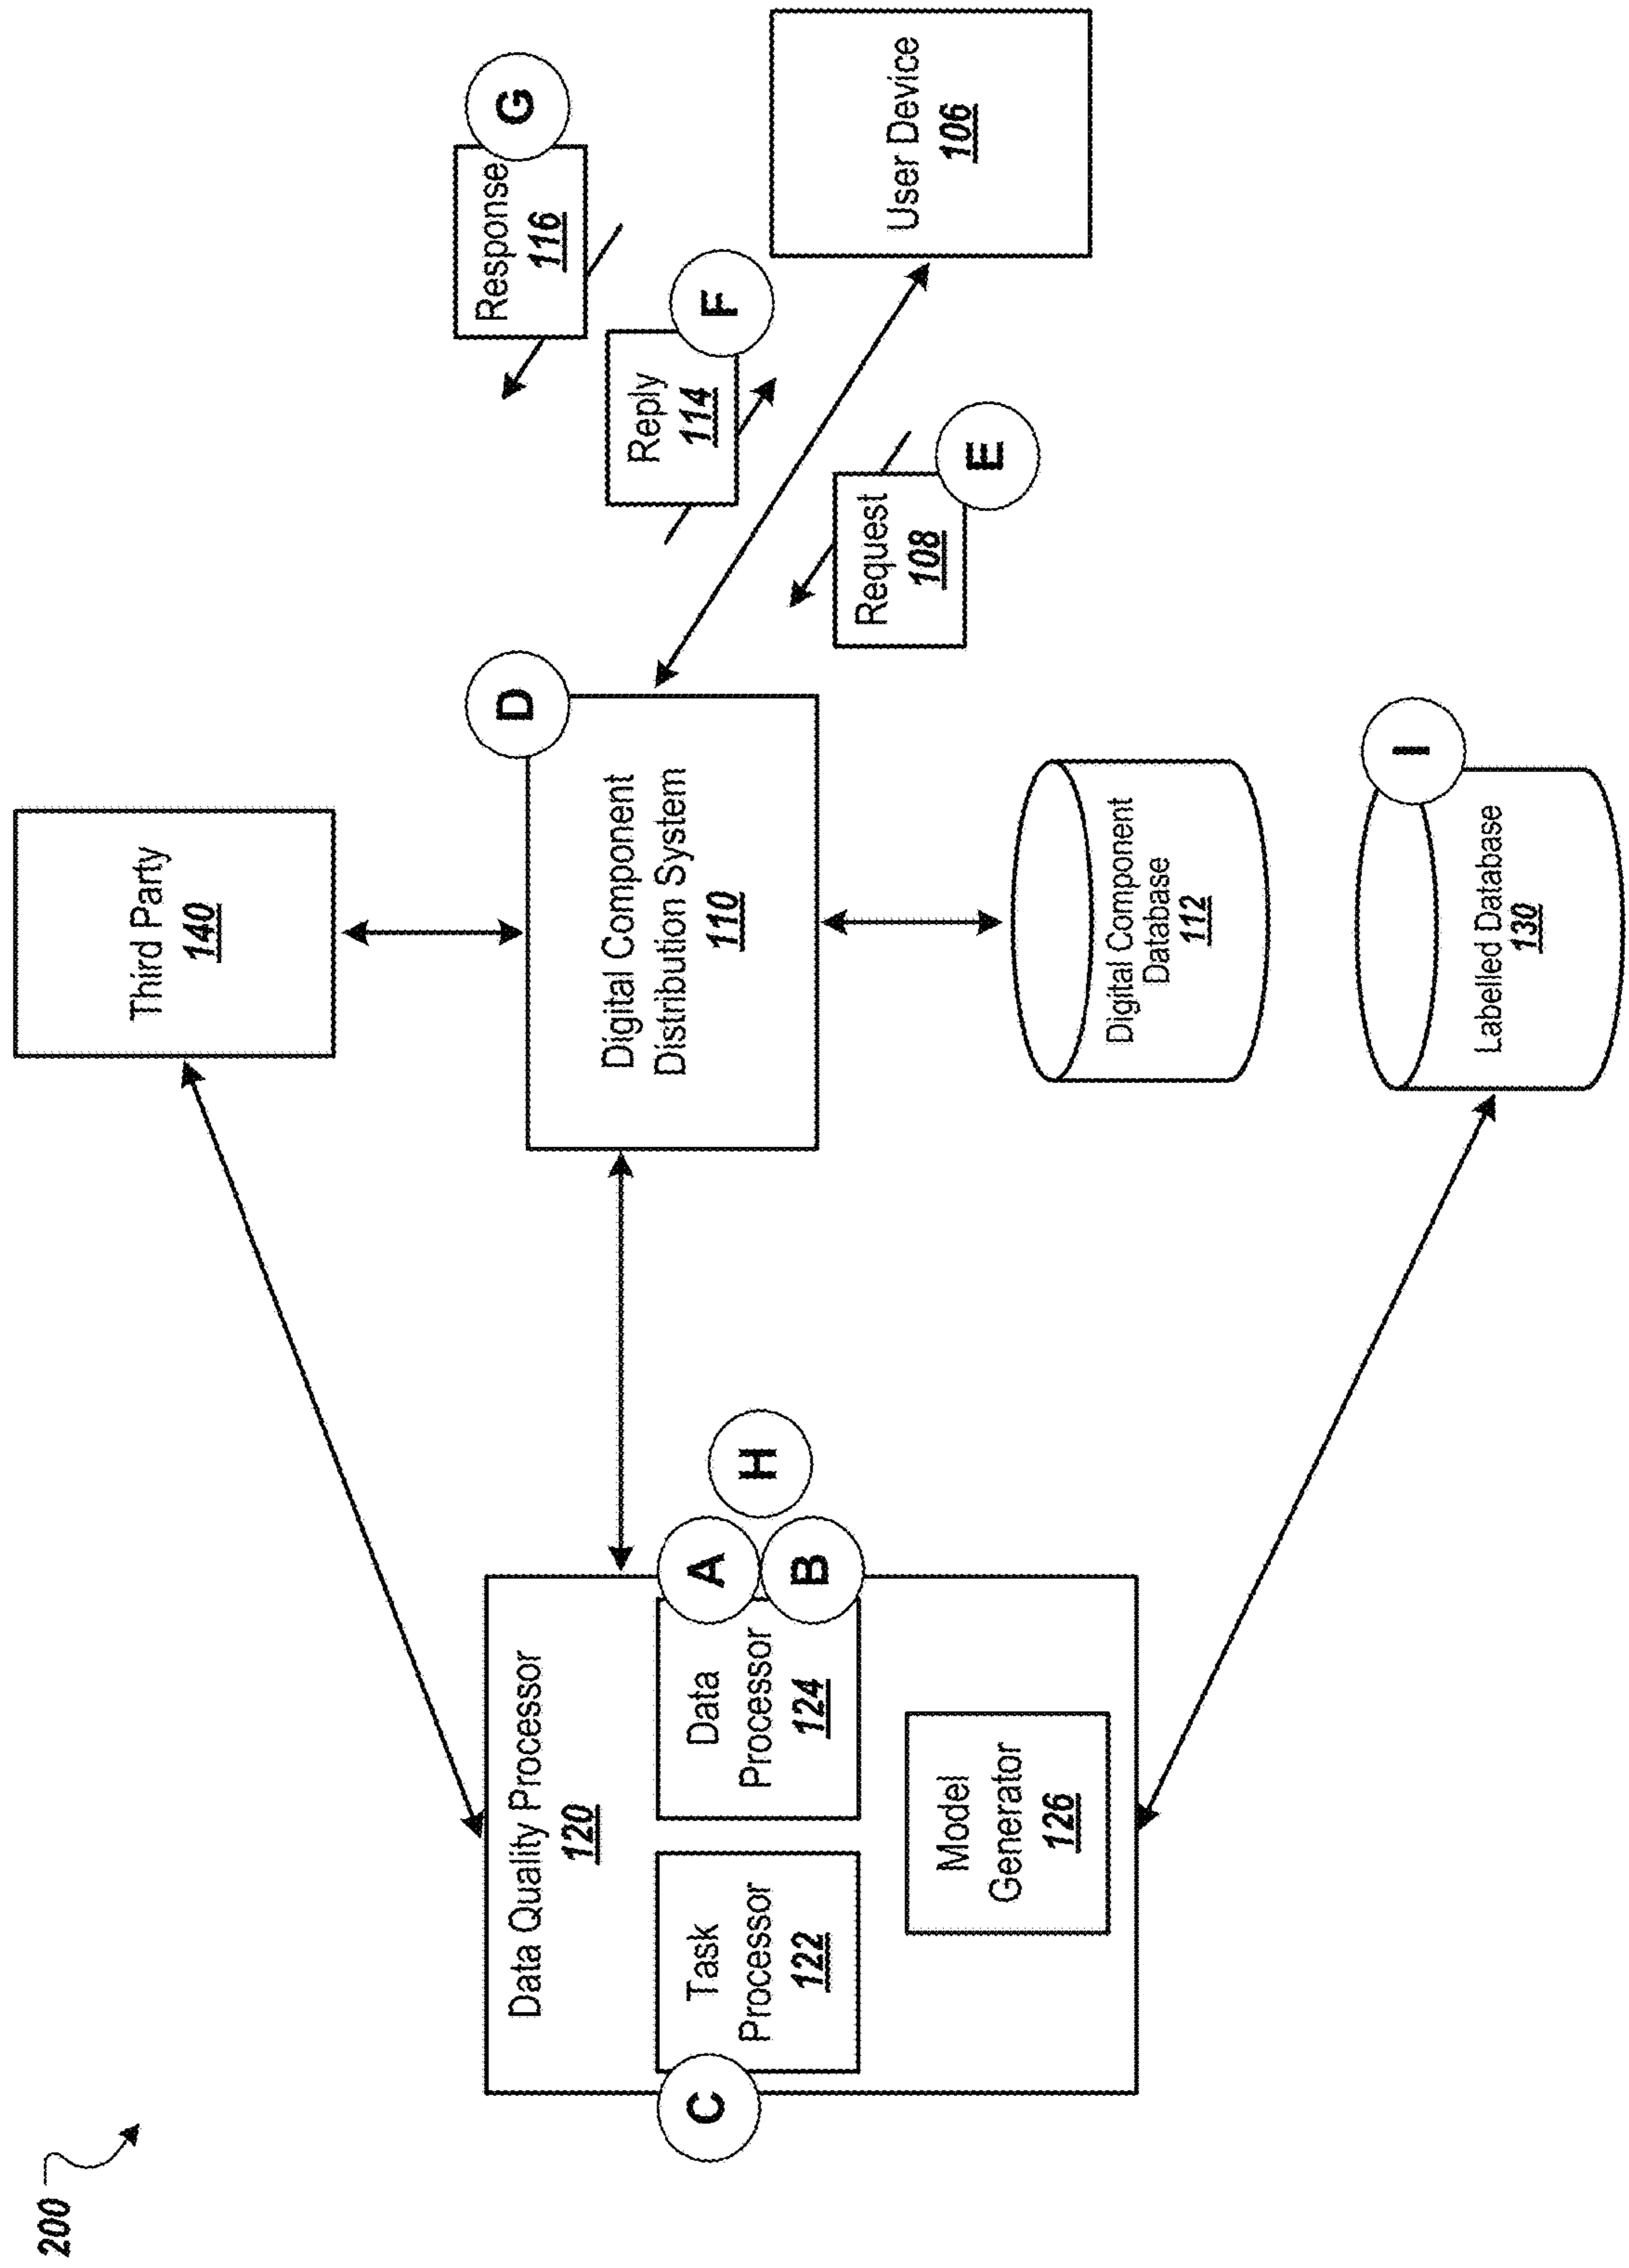 200
Third Party
140
Response
116
G
Reply
114
F
D
Data Quality Processor
120
Digital Component
Distribution System
110
C
Task
Processor
122
Data
Processor
124
A
B
H
Request
108
E
User Device
106
Model
Generator
126
Digital Component
Database
112
Labelled Database
130
I